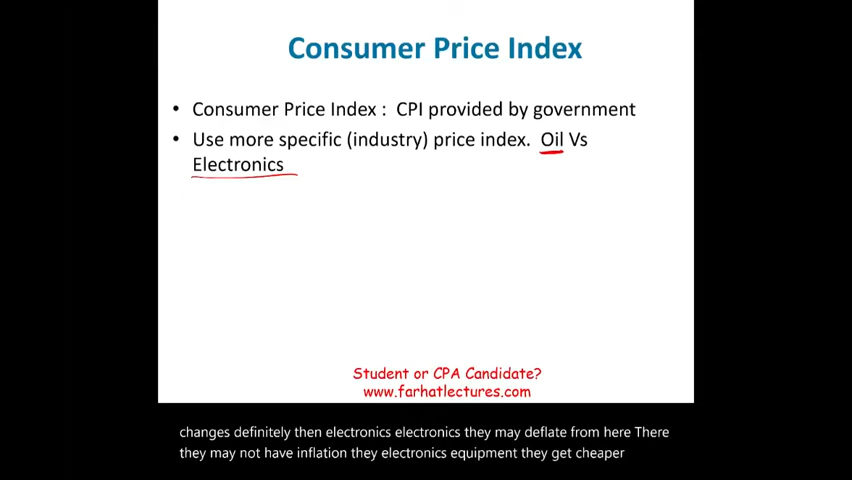 Consumer Price Index
• Consumer Price Index : CPI provided by government
• Use more specific (industry) price index. Oil Vs
Electronics
Student or CPA Candidate?
www.farhatlectures.com
changes definitely then electronics electronics they may deflate from here There
they may not have inflation they electronics equipment they get cheaper